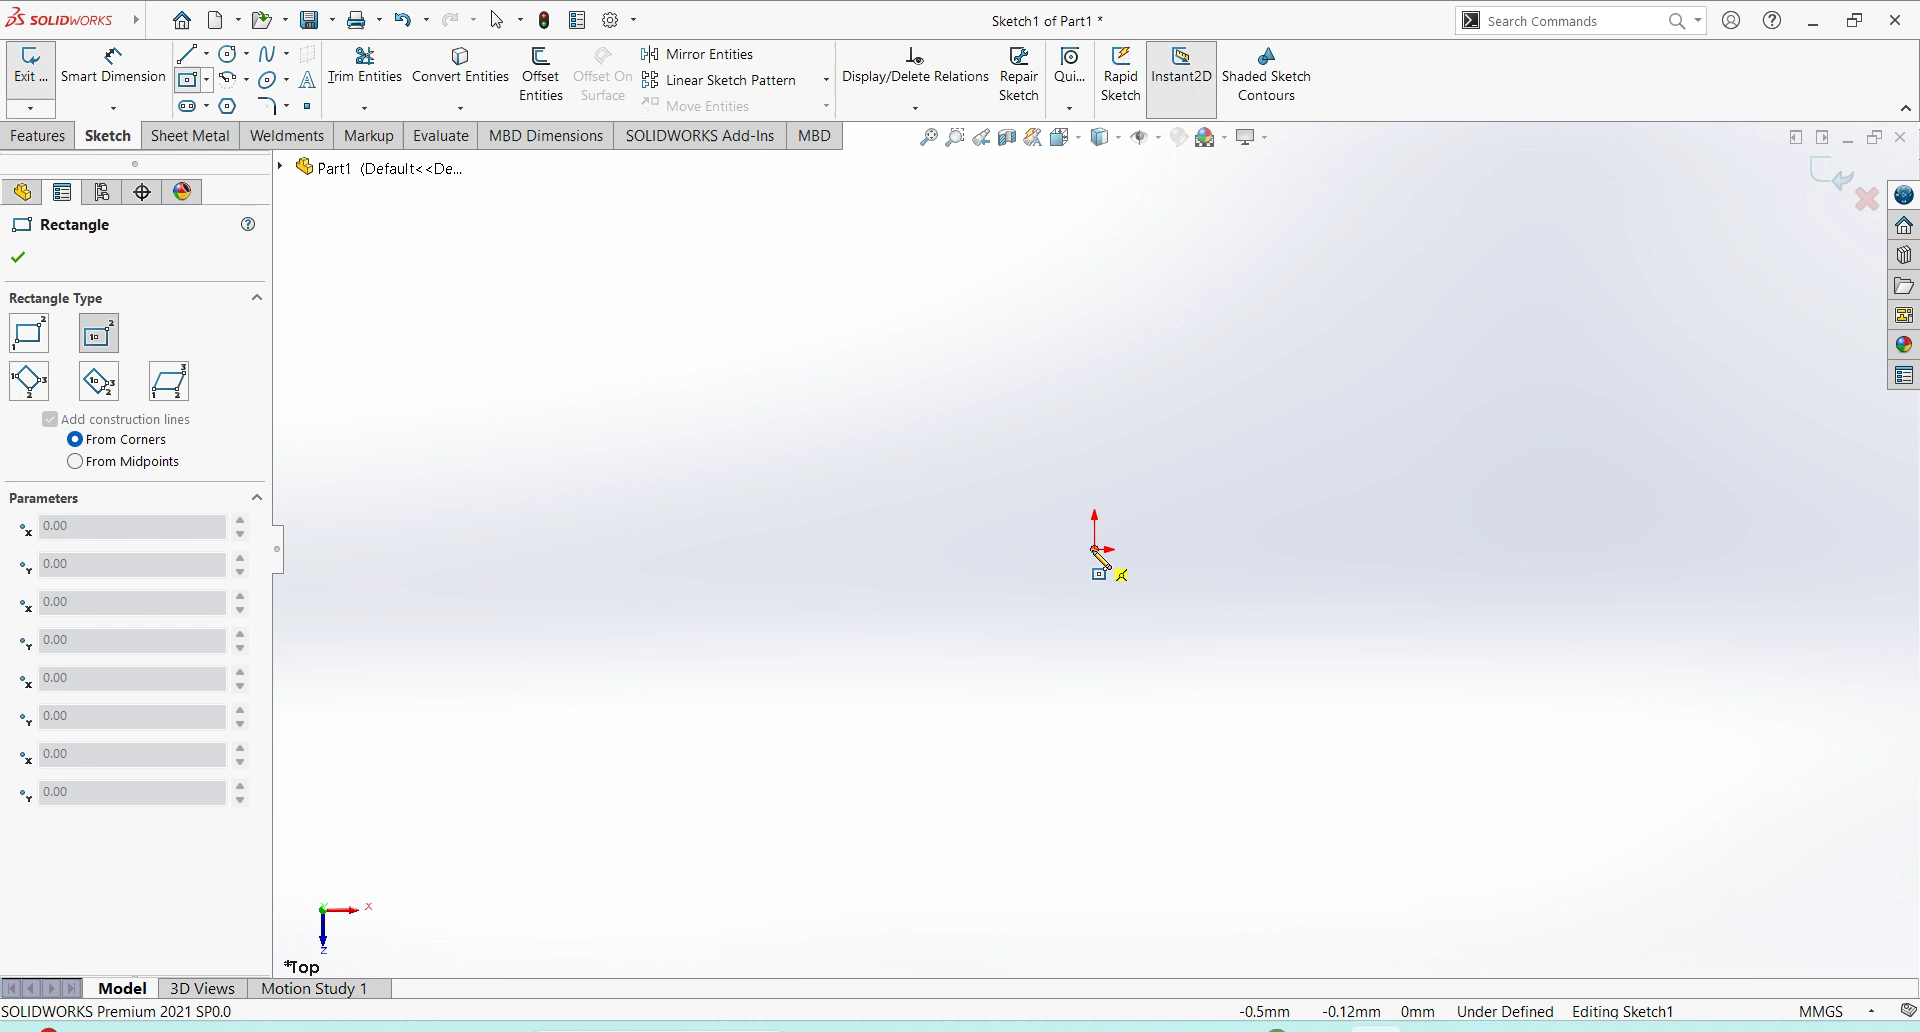 SOLIDWORKS
Sketch1 of Part1 *
Search Commands
Exit ...
Smart Dimension
Trim Entities
Convert Entities
Offset Entities
Offset On Surface
Mirror Entities
Linear Sketch Pattern
Move Entities
Display/Delete Relations
Repair Sketch
Qui...
Rapid Sketch
Instant2D
Shaded Sketch Contours
Features
Sketch
Sheet Metal
Weldments
Markup
Evaluate
MBD Dimensions
SOLIDWORKS Add-Ins
MBD
Part1 (Default<<De...
Rectangle
Rectangle Type
Add construction lines
From Corners
From Midpoints
Parameters
0.00
0.00
0.00
0.00
0.00
0.00
0.00
0.00
X
Z
*Top
Model
3D Views
Motion Study 1
SOLIDWORKS Premium 2021 SP0.0
-0.5mm
-0.12mm
0mm
Under Defined
Editing Sketch1
MMGS